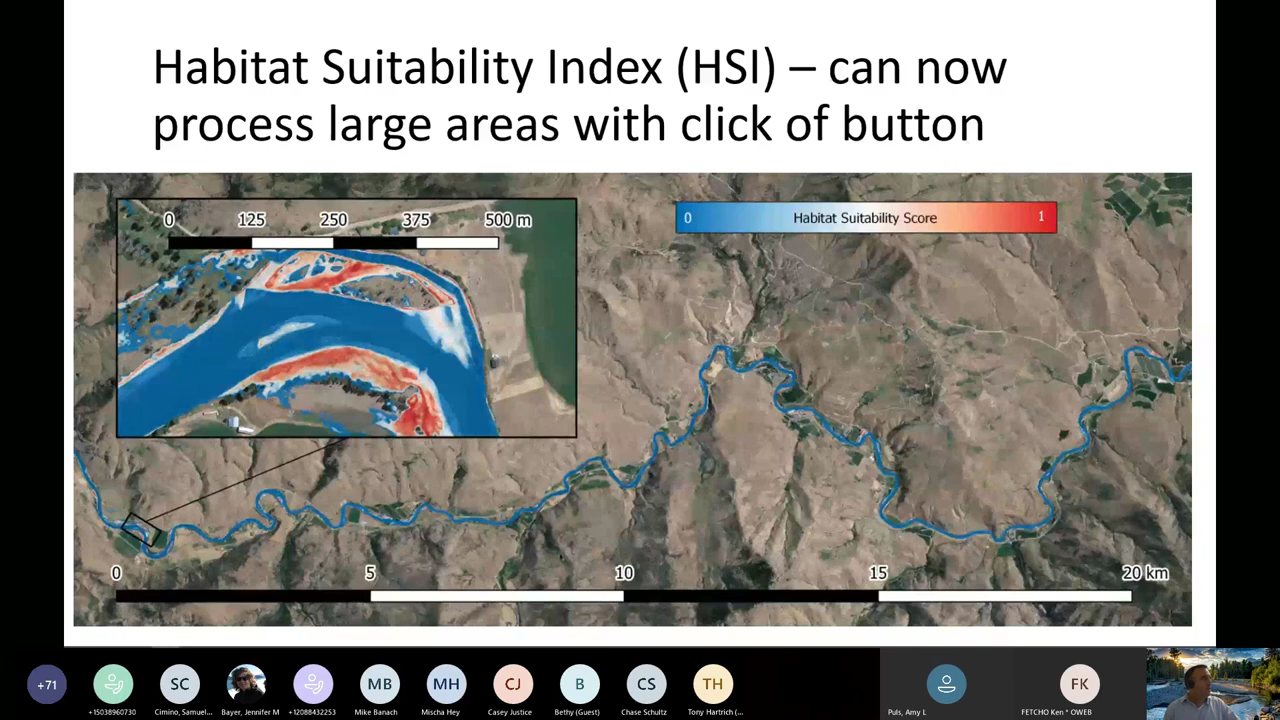 Habitat Suitability Index (HSI) – can now
process large areas with click of button
0 125 250 375 500 m
0 Habitat Suitability Score 1
0 5 10 15 20 km
+71
SC
MB
MH
CJ
B
CS
TH
FK
+15038960730
Cimino, Samuel...
Bayer, Jennifer M
+12088432253
Mike Banach
Mischa Hey
Casey Justice
Bethy (Guest)
Chase Schultz
Tony Hartrich (...
Puls, Amy L
FETCHO Ken * OWEB